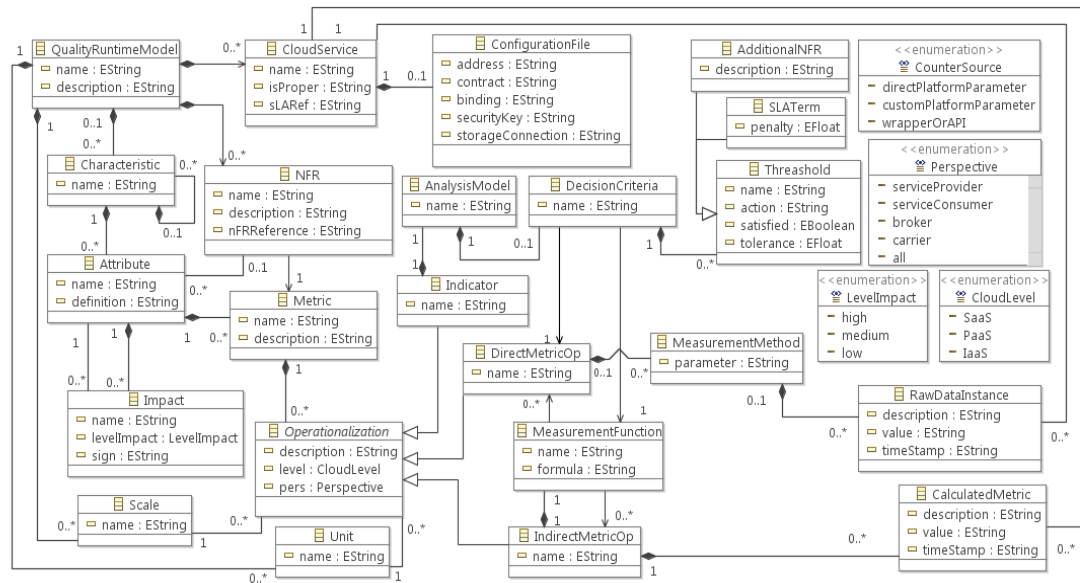 QualityRuntimeModel
name : EString
description : EString
CloudService
name : EString
isProper : EString
sLARef : EString
ConfigurationFile
address : EString
contract : EString
binding : EString
securityKey : EString
storageConnection : EString
AdditionalNFR
description : EString
SLATerm
penalty : EFloat
<<enumeration>>
CounterSource
directPlatformParameter
customPlatformParameter
wrapperOrAPI
Characteristic
name : EString
NFR
name : EString
description : EString
nFRReference : EString
AnalysisModel
name : EString
DecisionCriteria
name : EString
Threashold
name : EString
action : EString
satisfied : EBoolean
tolerance : EFloat
<<enumeration>>
Perspective
serviceProvider
serviceConsumer
broker
carrier
all
Attribute
name : EString
definition : EString
Metric
name : EString
description : EString
Indicator
name : EString
<<enumeration>>
LevelImpact
high
medium
low
<<enumeration>>
CloudLevel
SaaS
PaaS
IaaS
DirectMetricOp
name : EString
MeasurementMethod
parameter : EString
Impact
name : EString
levelImpact : LevelImpact
sign : EString
Operationalization
description : EString
level : CloudLevel
pers : Perspective
MeasurementFunction
name : EString
formula : EString
RawDataInstance
description : EString
value : EString
timeStamp : EString
Scale
name : EString
Unit
name : EString
IndirectMetricOp
name : EString
CalculatedMetric
description : EString
value : EString
timeStamp : EString
1
0..*
1
1
1
0..1
1
0..1
0..*
0..*
0..*
0..1
1
0..*
0..1
0..*
1
1
0..*
1
1
0..1
1
1
0..*
1
0..*
1
0..*
0..*
1
0..1
0..*
0..1
0..*
0..*
0..*
1
1
1
0..*
0..*
1
0..*
0..*
1
0..*
1
0..*
0..*